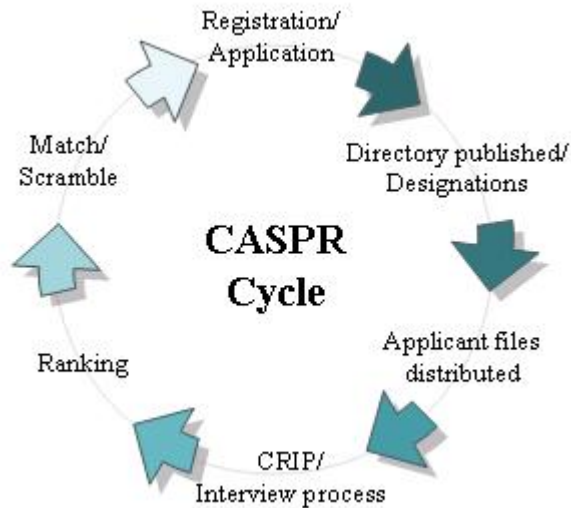 Registration/
Application
Directory published/
Designations
Applicant files
distributed
CRIP/
Interview process
Ranking
Match/
Scramble
CASPR
Cycle